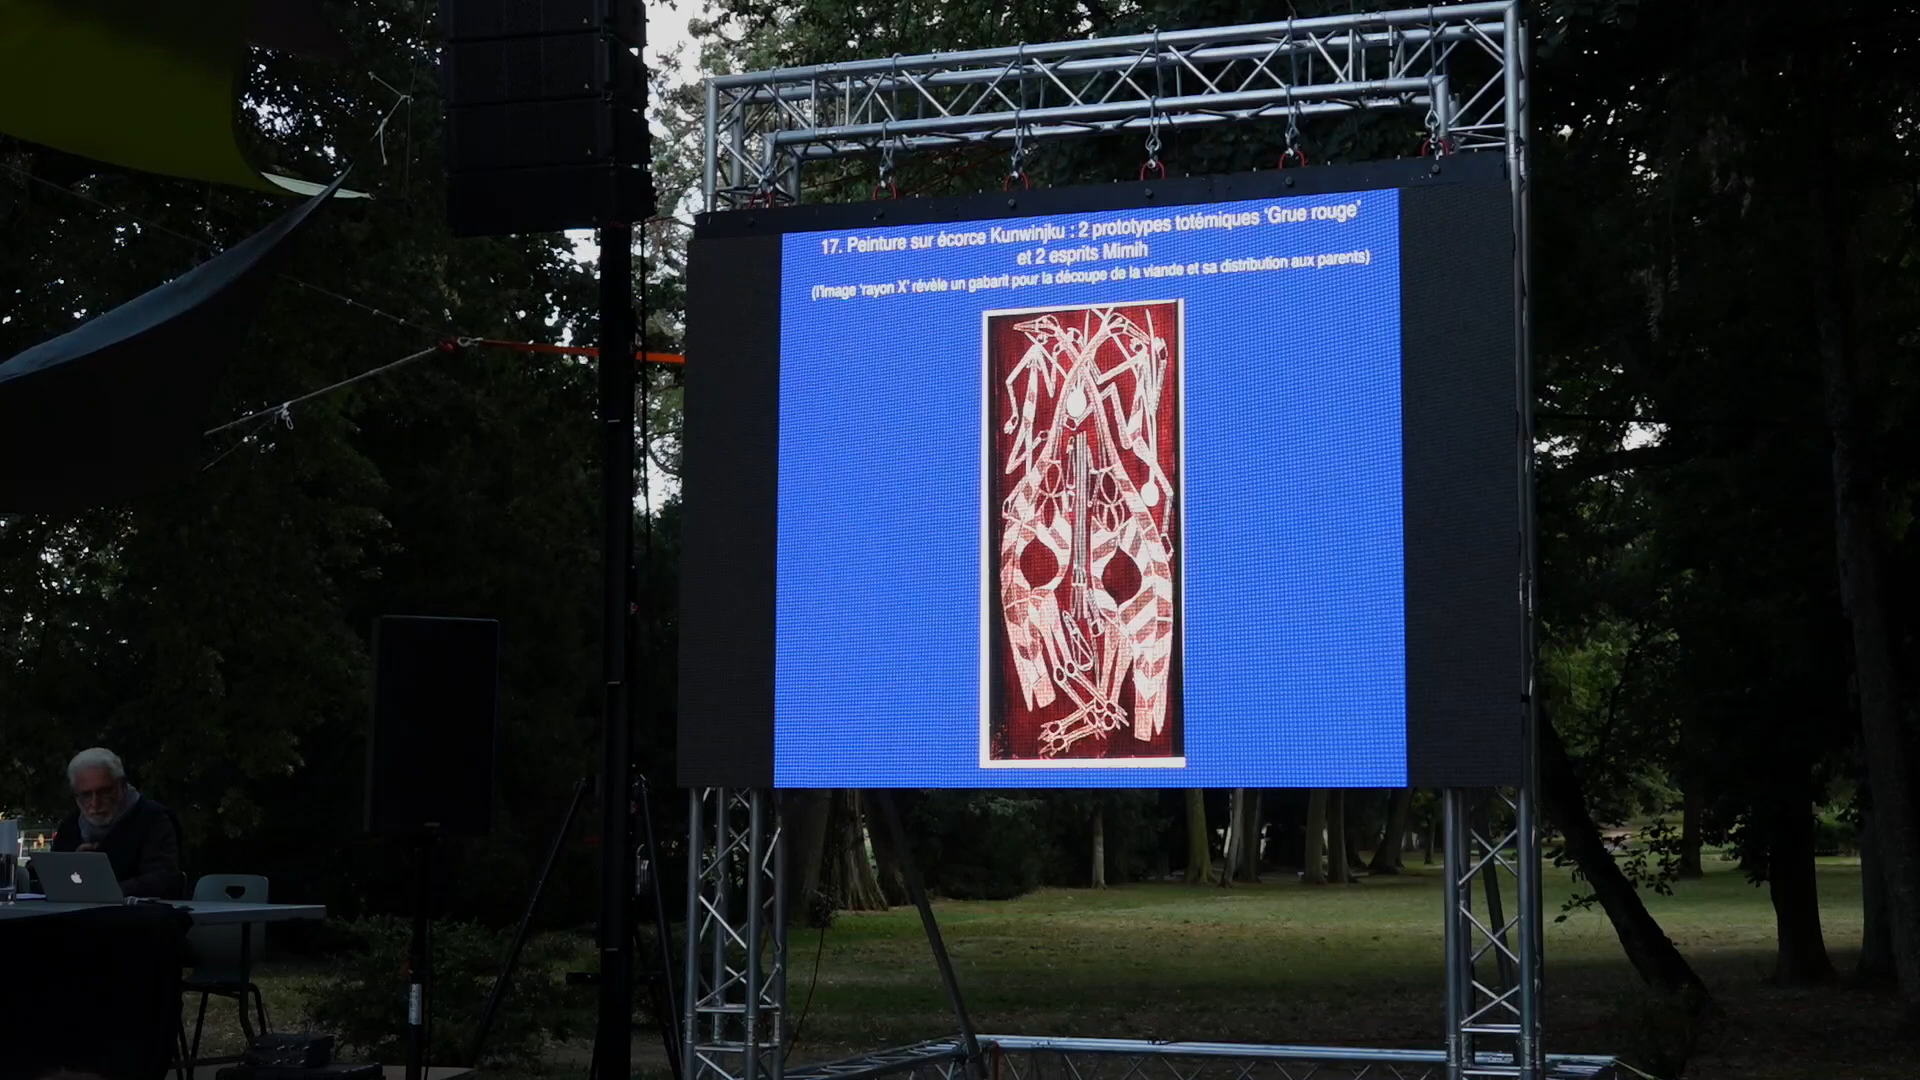 17. Peinture sur écorce Kunwinjku : 2 prototypes totémiques 'Grue rouge'
et 2 esprits Mimih
(l'image 'rayon X' révèle un gabarit pour la découpe de la viande et sa distribution aux parents)